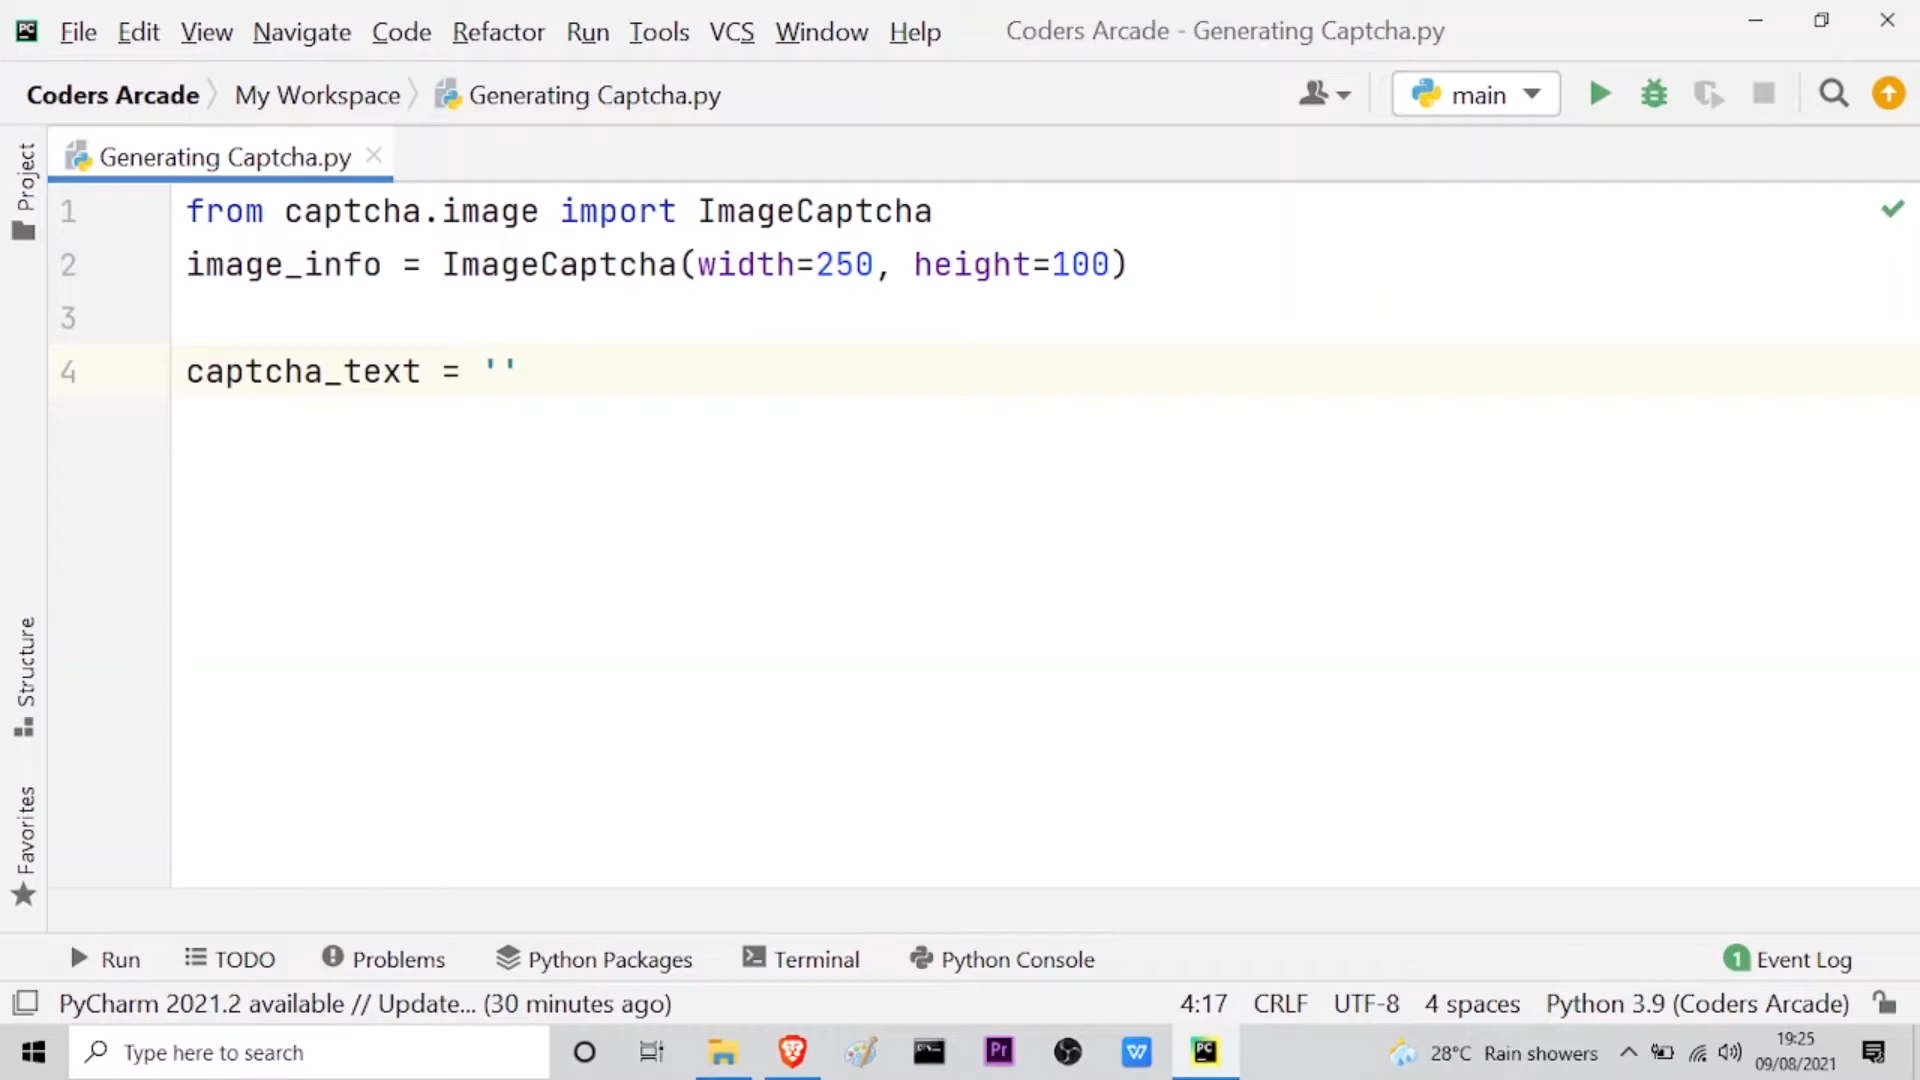 PC File Edit View Navigate Code Refactor Run Tools VCS Window Help Coders Arcade - Generating Captcha.py
Coders Arcade My Workspace Generating Captcha.py main
Project
Generating Captcha.py
1 from captcha.image import ImageCaptcha
2 image_info = ImageCaptcha(width=250, height=100)
3
4 captcha_text = ''
Structure
Favorites
Run TODO Problems Python Packages Terminal Python Console 1 Event Log
PyCharm 2021.2 available // Update... (30 minutes ago) 4:17 CRLF UTF-8 4 spaces Python 3.9 (Coders Arcade)
Type here to search Pr W PC 28°C Rain showers 19:25
09/08/2021